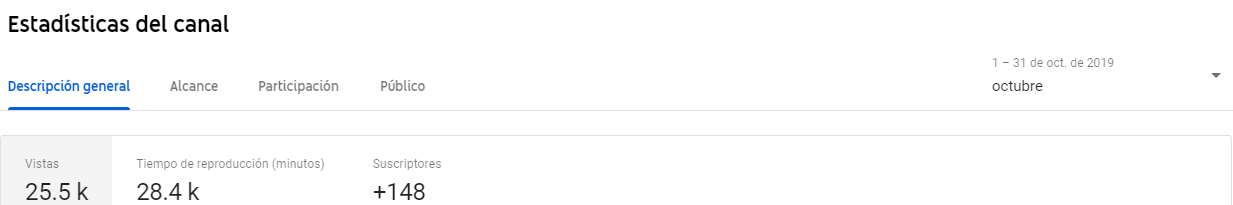 Estadísticas del canal
1 – 31 de oct. de 2019
Descripción general Alcance Participación Público octubre
Vistas Tiempo de reproducción (minutos) Suscriptores
25.5 k 28.4 k +148